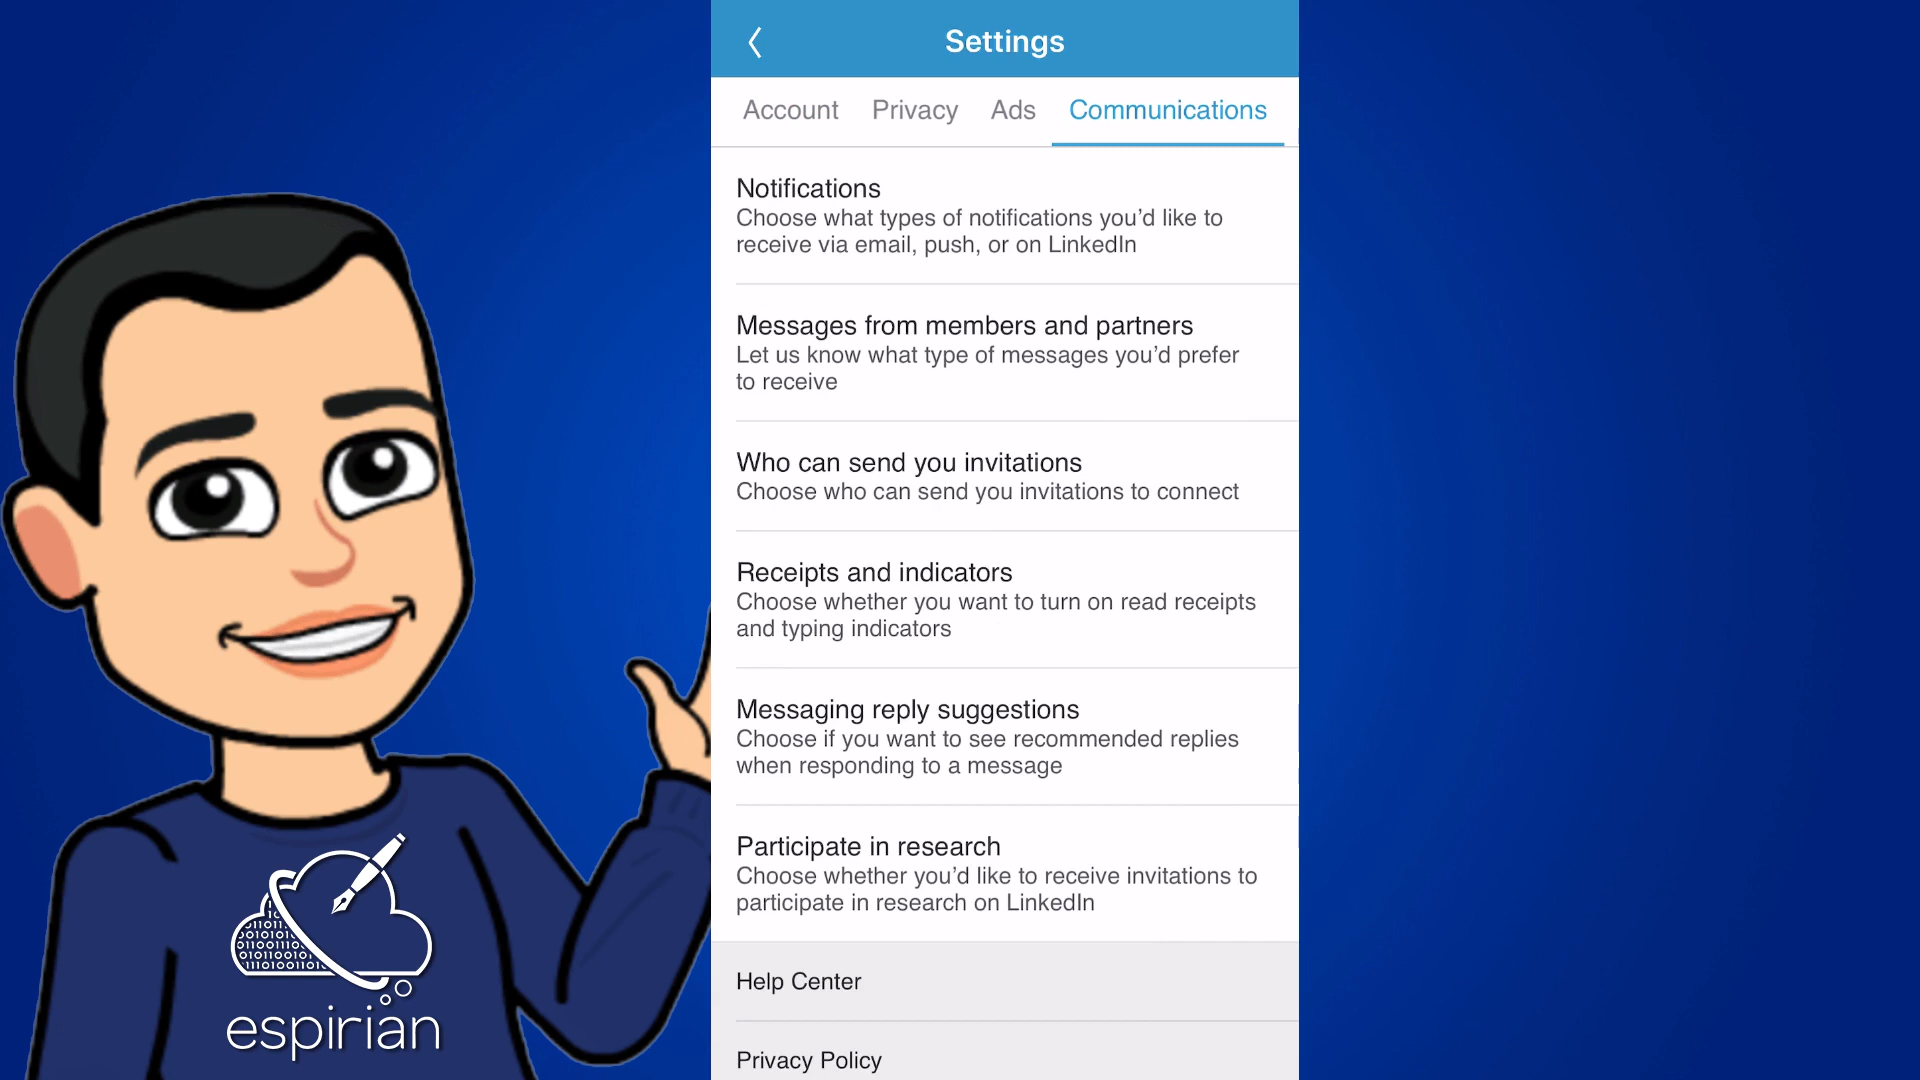 Settings
Account Privacy Ads Communications
Notifications
Choose what types of notifications you’d like to
receive via email, push, or on LinkedIn
Messages from members and partners
Let us know what type of messages you’d prefer
to receive
Who can send you invitations
Choose who can send you invitations to connect
Receipts and indicators
Choose whether you want to turn on read receipts
and typing indicators
Messaging reply suggestions
Choose if you want to see recommended replies
when responding to a message
Participate in research
Choose whether you’d like to receive invitations to
participate in research on LinkedIn
Help Center
Privacy Policy
espirian